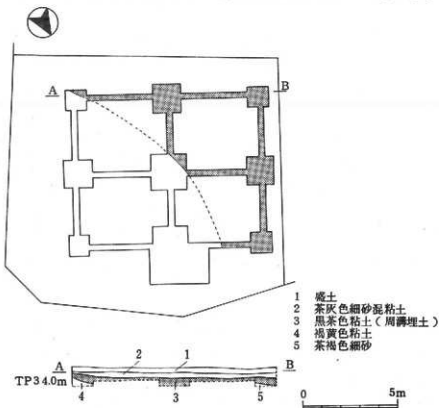 A
B
1 盛土
2 茶灰色細砂混粘土
3 黒茶色粘土(周溝埋土)
4 褐黄色粘土
5 茶褐色細砂
A 2 1 B
TP34.0m
4 3 5
0 5m